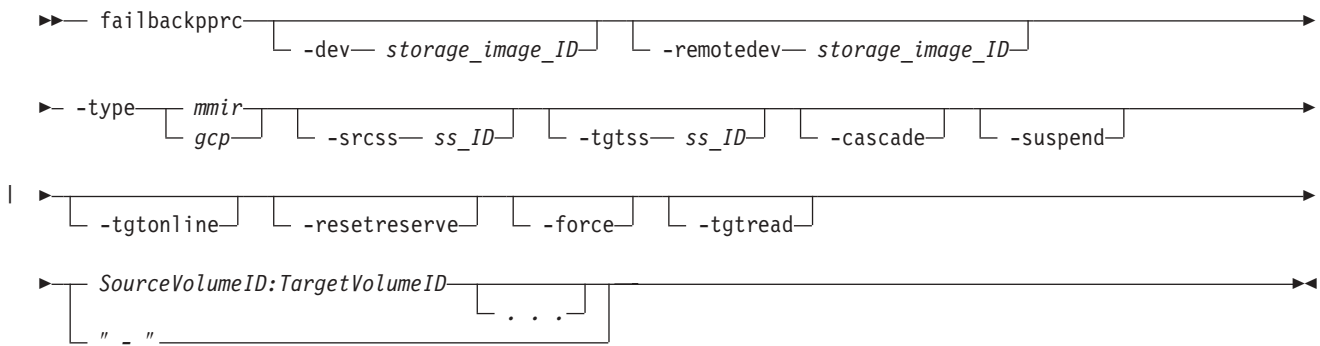 failbackpprc
-dev storage_image_ID -remotedev storage_image_ID
-type mmir
gcp -srcss ss_ID -tgtss ss_ID -cascade -suspend
|
-tgtonline -resetreserve -force -tgtread
SourceVolumeID:TargetVolumeID
. . .
" - "